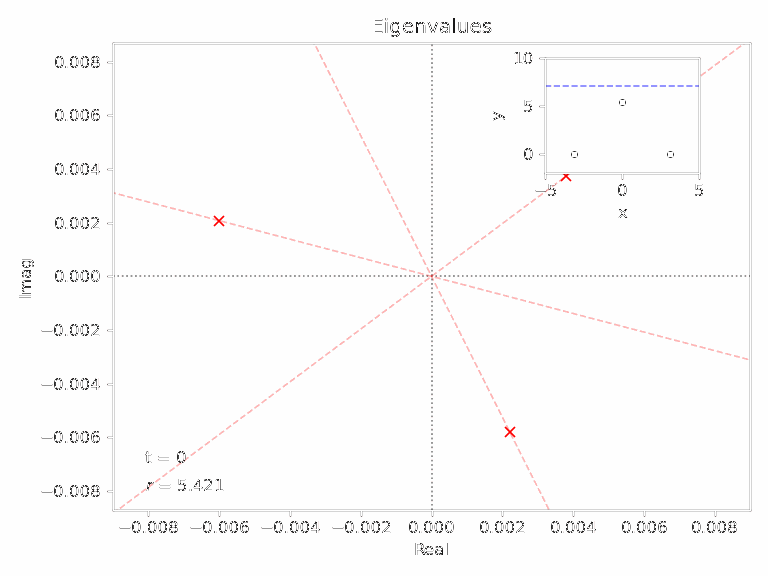 Eigenvalues
0.008
0.006
0.004
0.002
0.000
−0.002
−0.004
−0.006
−0.008
Imag
10
5
0
y
−5 0 5
x
t = 0
r = 5.421
−0.008 −0.006 −0.004 −0.002 0.000 0.002 0.004 0.006 0.008
Real